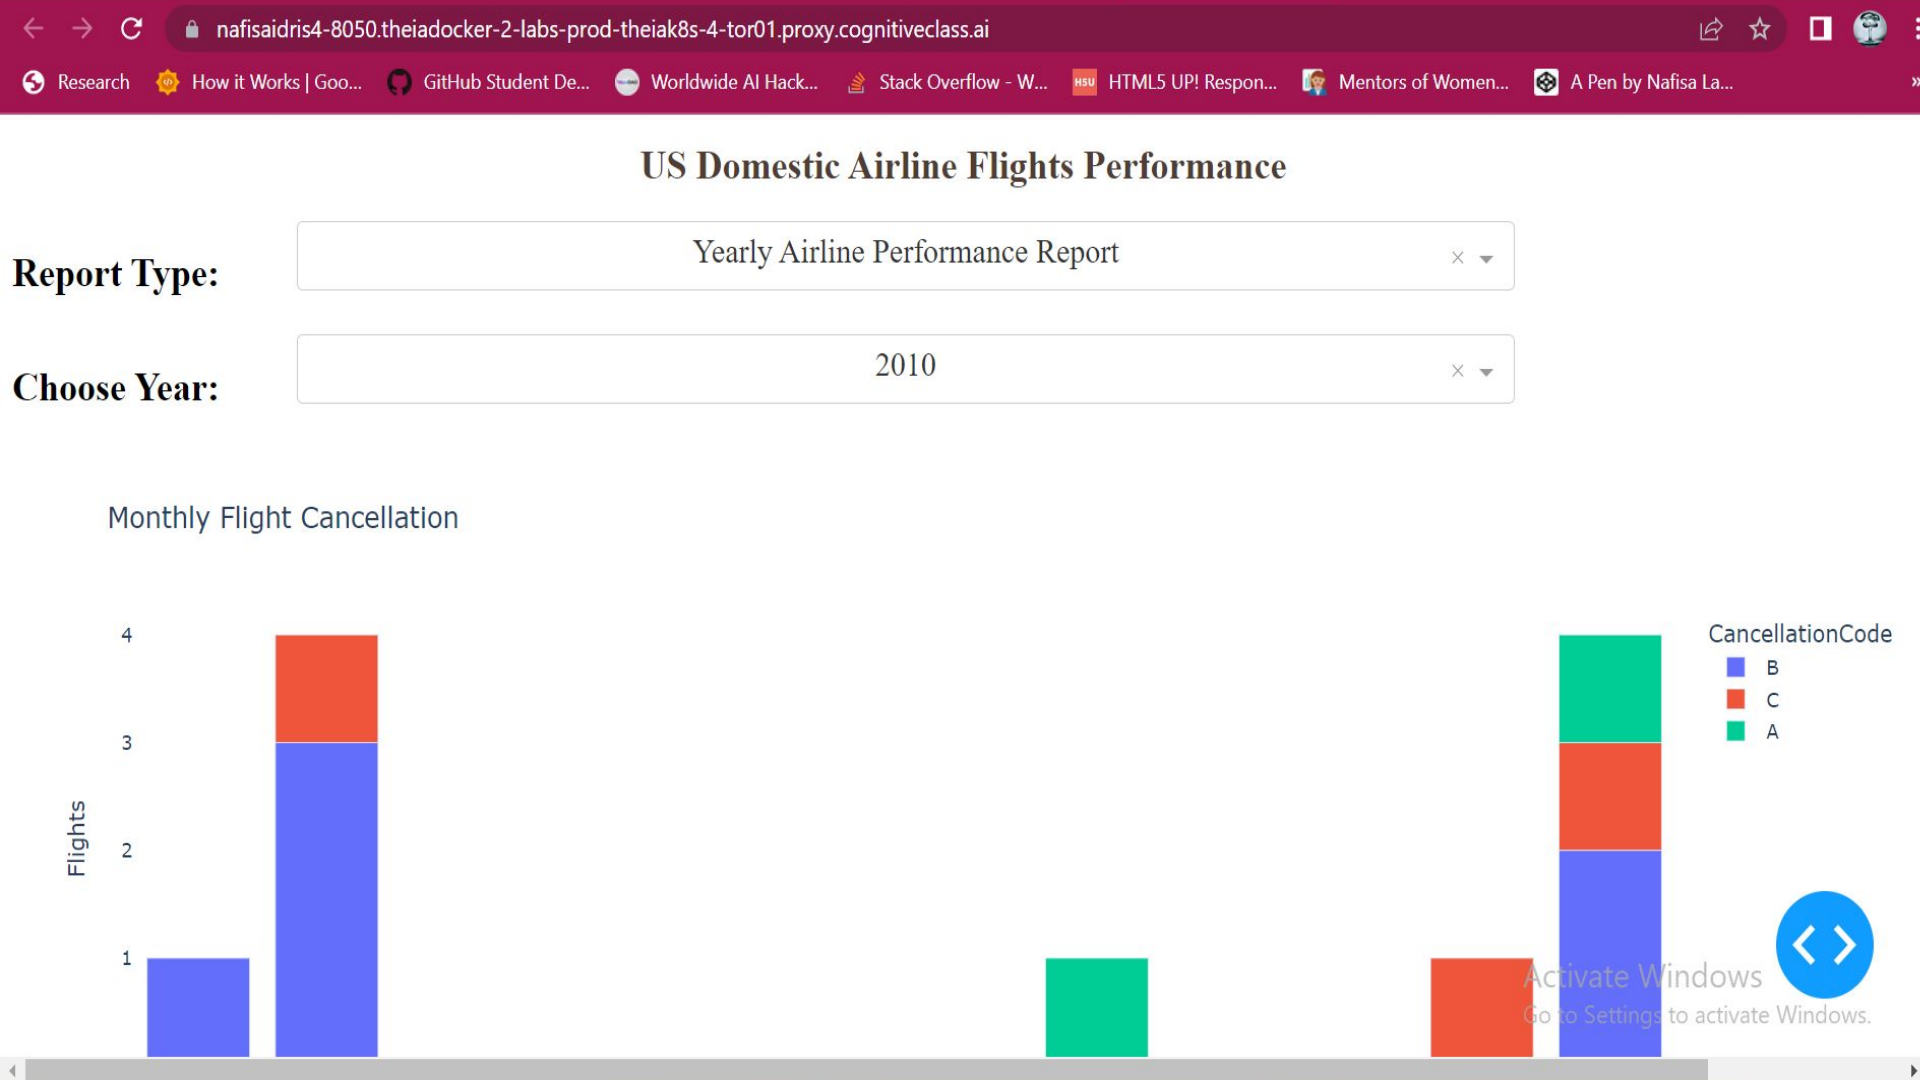 nafisaidris4-8050.theiadocker-2-labs-prod-theiak8s-4-tor01.proxy.cognitiveclass.ai
Research How it Works | Goo... GitHub Student De... Worldwide AI Hack... Stack Overflow - W... HSU HTML5 UP! Respon... Mentors of Women... A Pen by Nafisa La... »
US Domestic Airline Flights Performance
Report Type: Yearly Airline Performance Report
Choose Year: 2010
Monthly Flight Cancellation
4
3
2
1
Flights
CancellationCode
B
C
A
Activate Windows
Go to Settings to activate Windows.